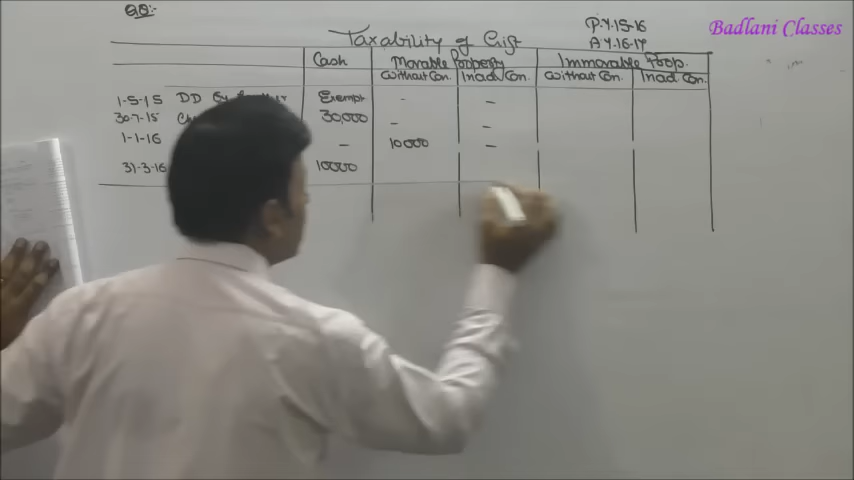 Q8:-
Badlani Classes
Taxability of Gift
P.Y.15-16
A.Y.16-17
Cash Movable Property Immovable Prop.
Without Con. Inad Con. Without Con. Inad Con.
1-5-15 DD Exempt - -
30-7-15 30,000 - -
1-1-16 - 10000 -
31-3-16 10000